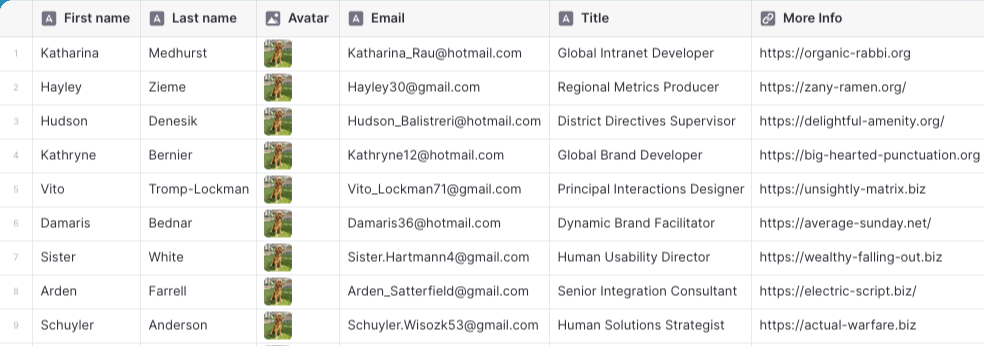 First name Last name Avatar Email Title More Info
1 Katharina Medhurst Katharina_Rau@hotmail.com Global Intranet Developer https://organic-rabbi.org
2 Hayley Zieme Hayley30@gmail.com Regional Metrics Producer https://zany-ramen.org/
3 Hudson Denesik Hudson_Balistreri@hotmail.com District Directives Supervisor https://delightful-amenity.org/
4 Kathryne Bernier Kathryne12@hotmail.com Global Brand Developer https://big-hearted-punctuation.org
5 Vito Tromp-Lockman Vito_Lockman71@gmail.com Principal Interactions Designer https://unsightly-matrix.biz
6 Damaris Bednar Damaris36@hotmail.com Dynamic Brand Facilitator https://average-sunday.net/
7 Sister White Sister.Hartmann4@gmail.com Human Usability Director https://wealthy-falling-out.biz
8 Arden Farrell Arden_Satterfield@gmail.com Senior Integration Consultant https://electric-script.biz/
9 Schuyler Anderson Schuyler.Wisozk53@gmail.com Human Solutions Strategist https://actual-warfare.biz